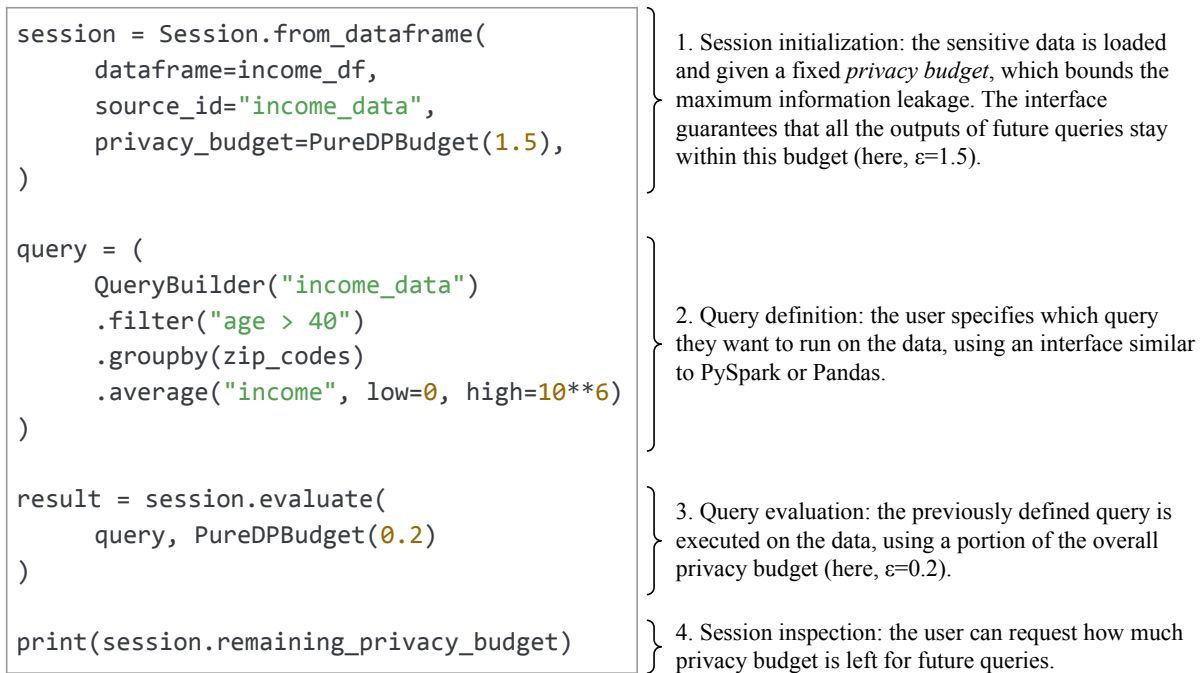 session = Session.from_dataframe(
dataframe=income_df,
source_id="income_data",
privacy_budget=PureDPBudget(1.5),
)
1. Session initialization: the sensitive data is loaded
and given a fixed privacy budget, which bounds the
maximum information leakage. The interface
guarantees that all the outputs of future queries stay
within this budget (here, ε=1.5).
query = (
QueryBuilder("income_data")
.filter("age > 40")
.groupby(zip_codes)
.average("income", low=0, high=10**6)
)
2. Query definition: the user specifies which query
they want to run on the data, using an interface similar
to PySpark or Pandas.
result = session.evaluate(
query, PureDPBudget(0.2)
)
3. Query evaluation: the previously defined query is
executed on the data, using a portion of the overall
privacy budget (here, ε=0.2).
print(session.remaining_privacy_budget)
4. Session inspection: the user can request how much
privacy budget is left for future queries.